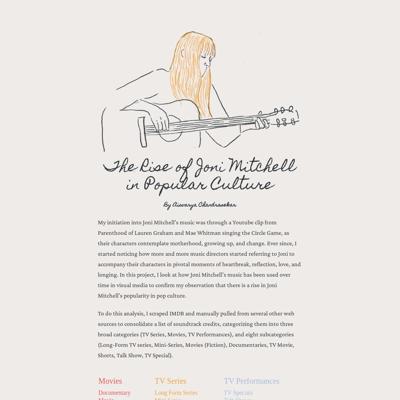 The Rise of Joni Mitchell
in Popular Culture
By Aiswarya Chandrasekar
My initiation into Joni Mitchell's music was through a Youtube clip from
Parenthood of Lauren Graham and Mae Whitman singing the Circle Game, as
their characters contemplate motherhood, growing up, and change. Ever since, I
started noticing how more and more music directors started referring to Joni to
accompany their characters in pivotal moments of heartbreak, reflection, love, and
longing. In this project, I look at how Joni Mitchell's music has been used over
time in visual media to confirm my observation that there is a rise in Joni
Mitchell's popularity in pop culture.
To do this analysis, I scraped IMDB and manually pulled from several other web
sources to consolidate a list of soundtrack credits, categorizing them into three
broad categories (TV Series, Movies, TV Performances), and eight subcategories
(Long-Form TV series, Mini-Series, Movies (Fiction), Documentaries, TV Movie,
Shorts, Talk Show, TV Special).
Movies TV Series TV Performances
Documentary Long Form Series TV Specials